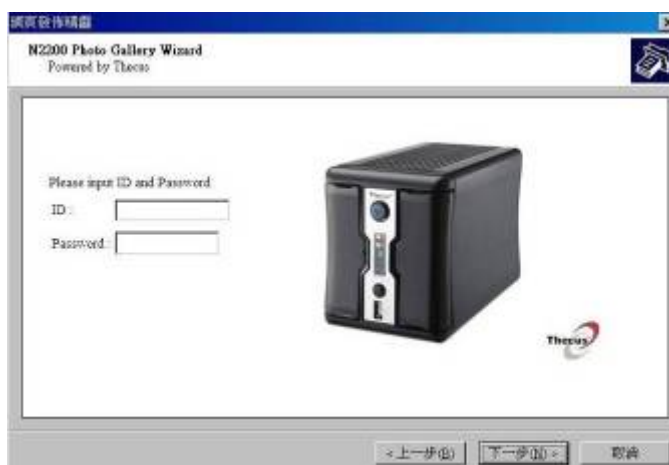 網頁發佈精靈
N2200 Photo Gallery Wizard
Powered by Thecus
Please input ID and Password
ID :
Password :
Thecus
<上一步(B)
下一步(N) >
取消